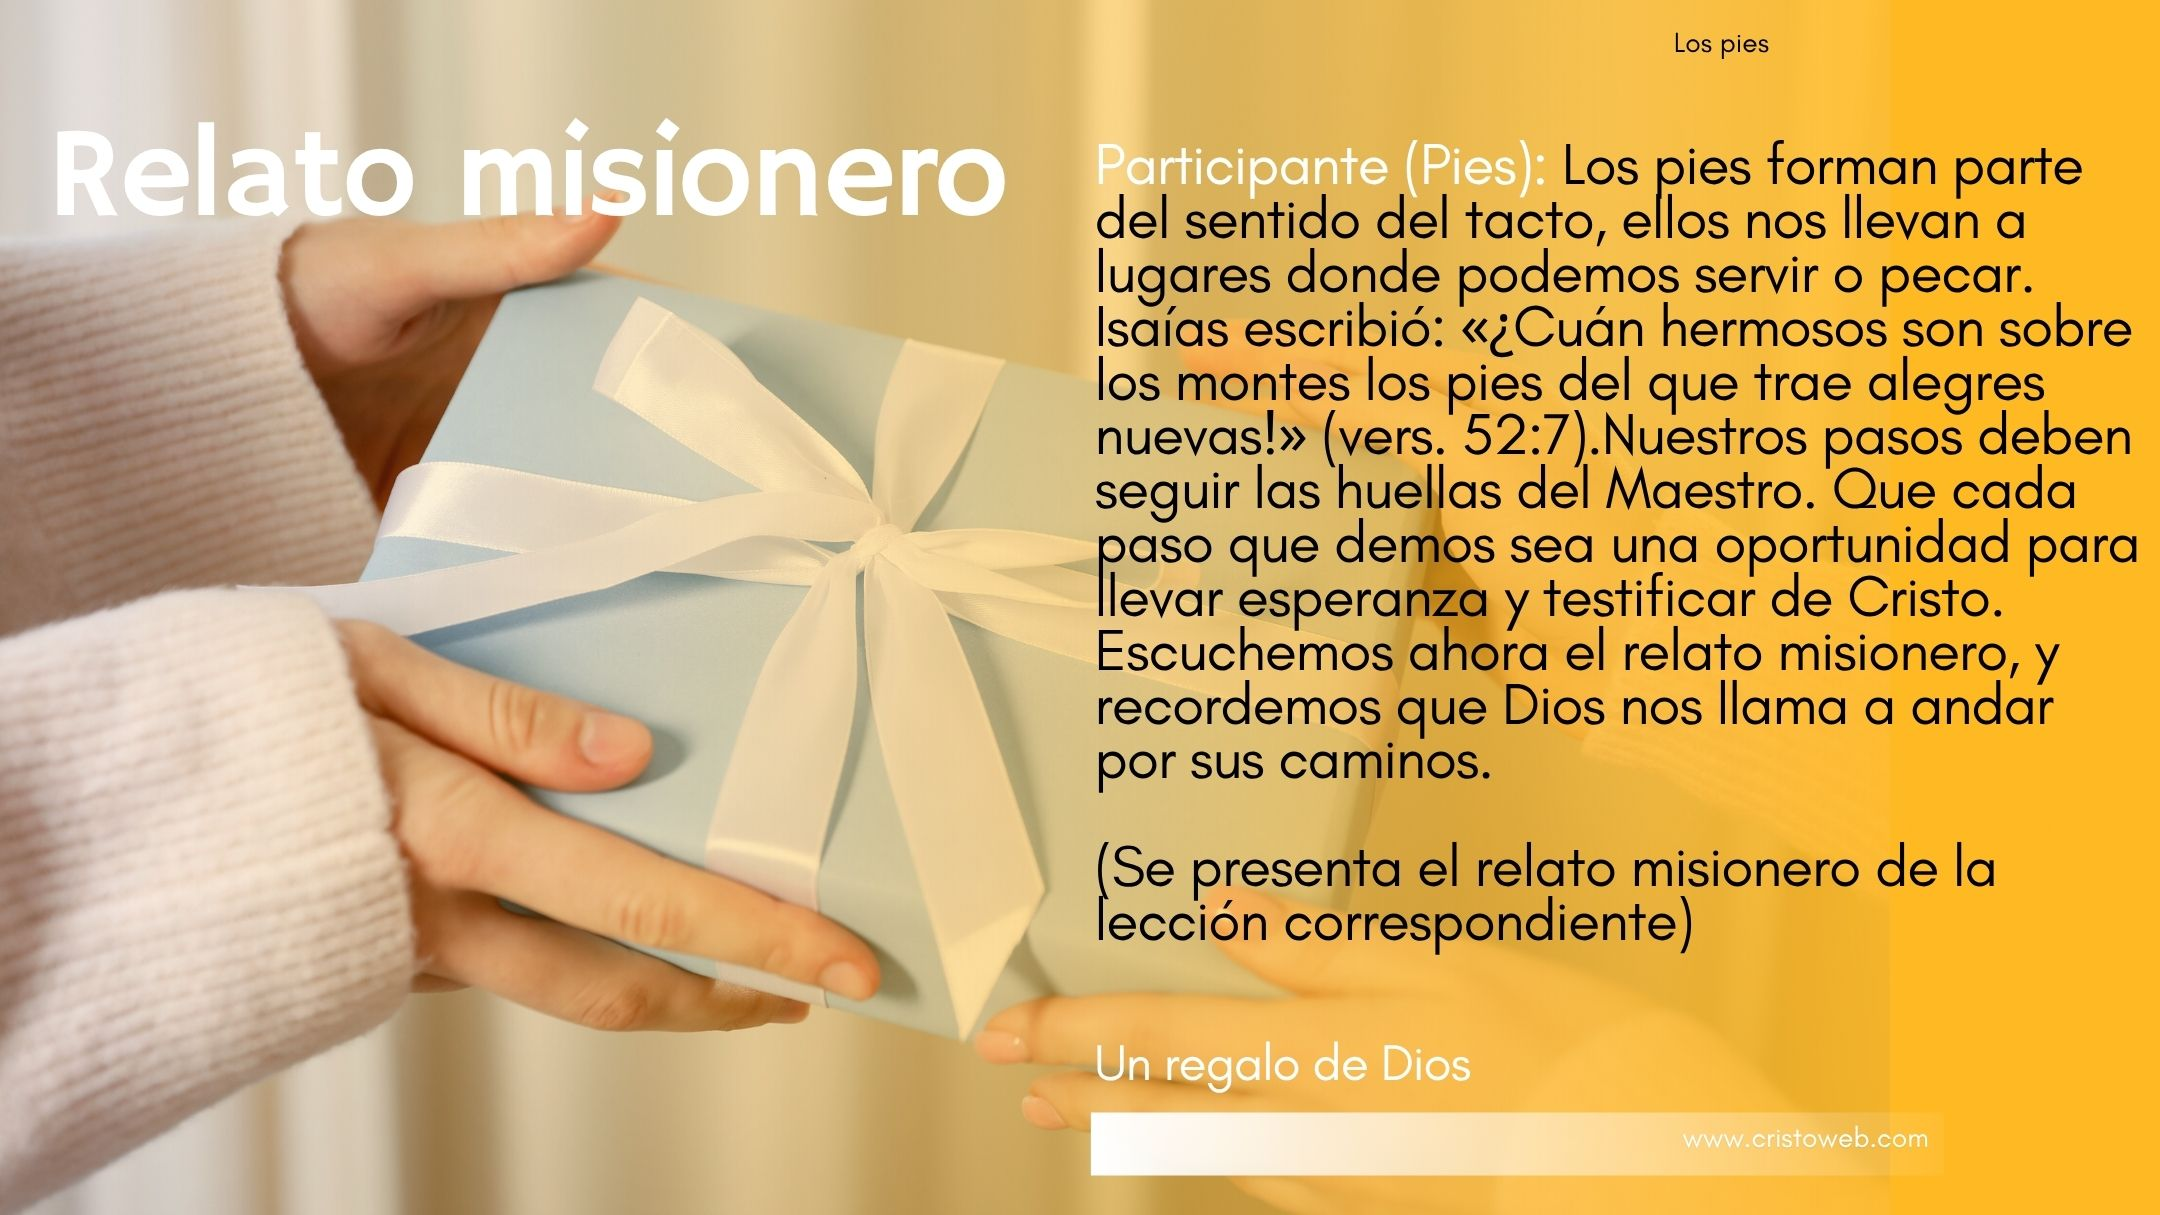 Los pies
Relato misionero
Participante (Pies): Los pies forman parte
del sentido del tacto, ellos nos llevan a
lugares donde podemos servir o pecar.
Isaías escribió: «¿Cuán hermosos son sobre
los montes los pies del que trae alegres
nuevas!» (vers. 52:7).Nuestros pasos deben
seguir las huellas del Maestro. Que cada
paso que demos sea una oportunidad para
llevar esperanza y testificar de Cristo.
Escuchemos ahora el relato misionero, y
recordemos que Dios nos llama a andar
por sus caminos.
(Se presenta el relato misionero de la
lección correspondiente)
Un regalo de Dios
www.cristoweb.com